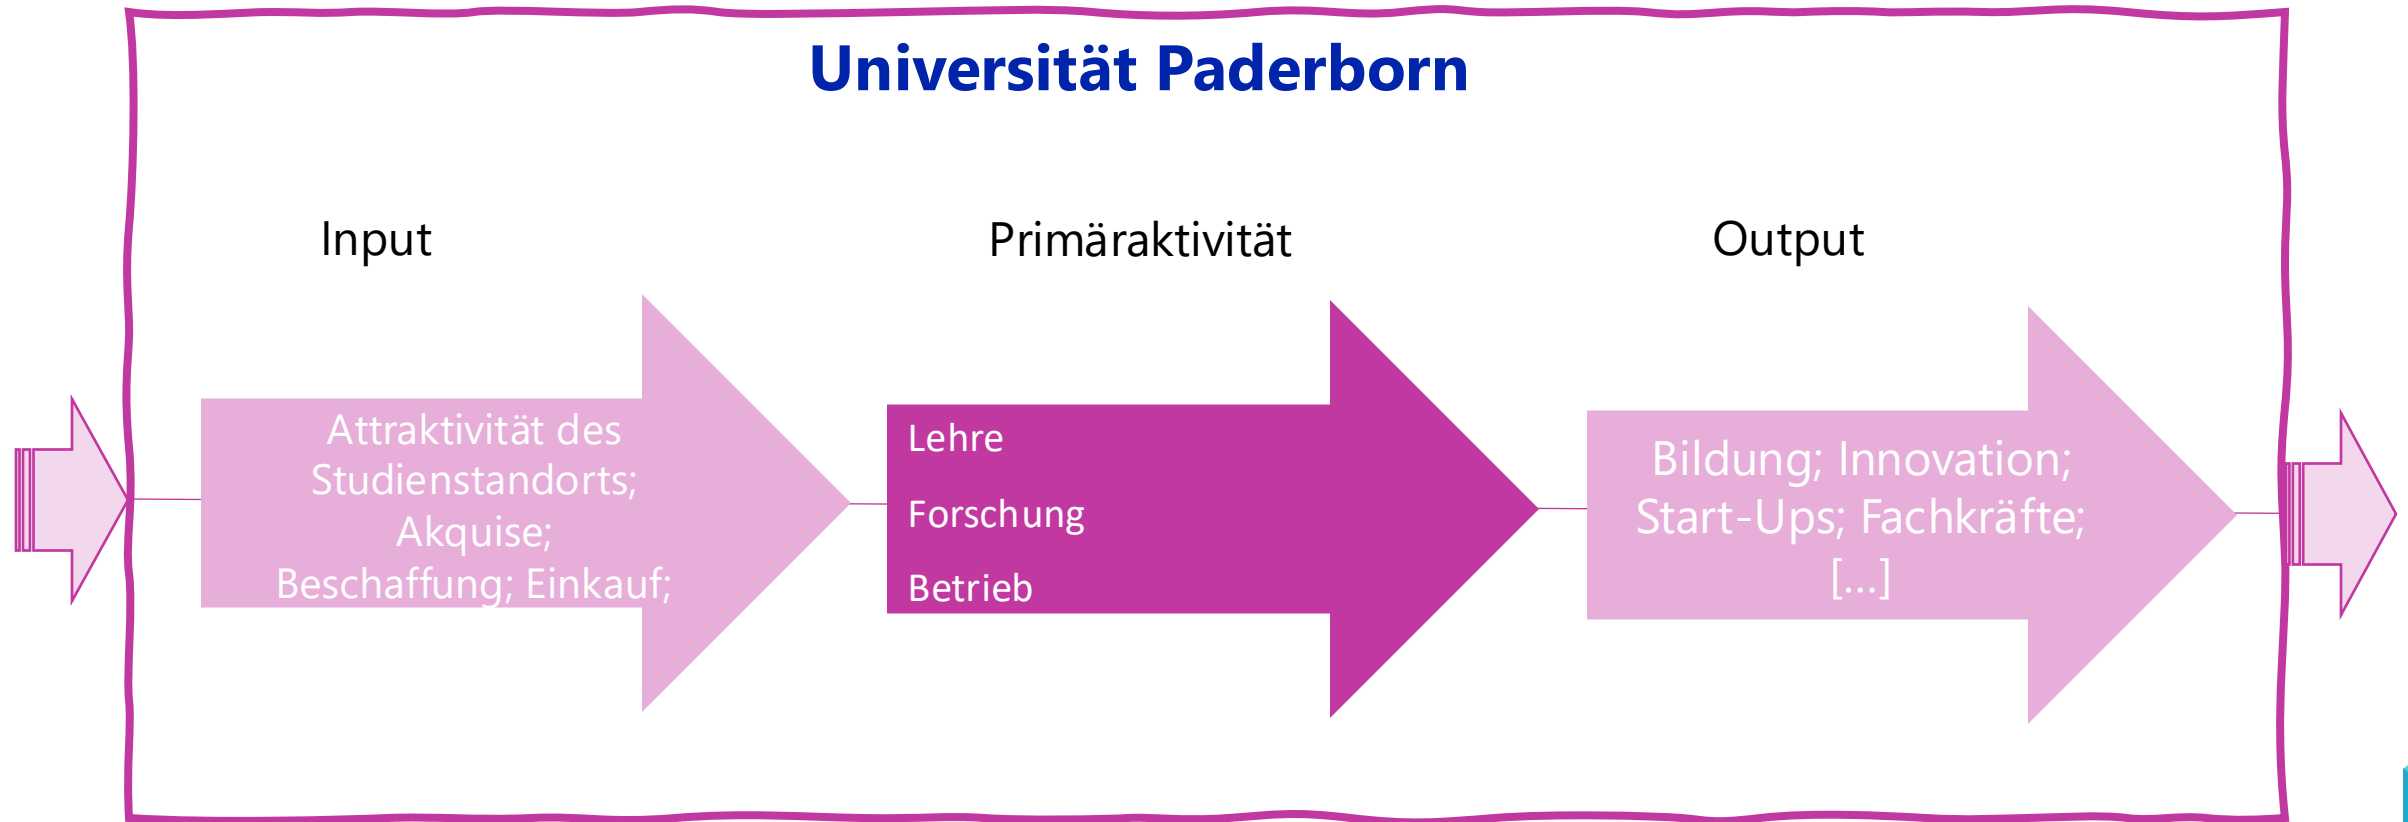 Universität Paderborn
Input
Primäraktivität
Output
Attraktivität des
Studienstandorts;
Akquise;
Beschaffung; Einkauf;
Lehre
Forschung
Betrieb
Bildung; Innovation;
Start-Ups; Fachkräfte;
[...]